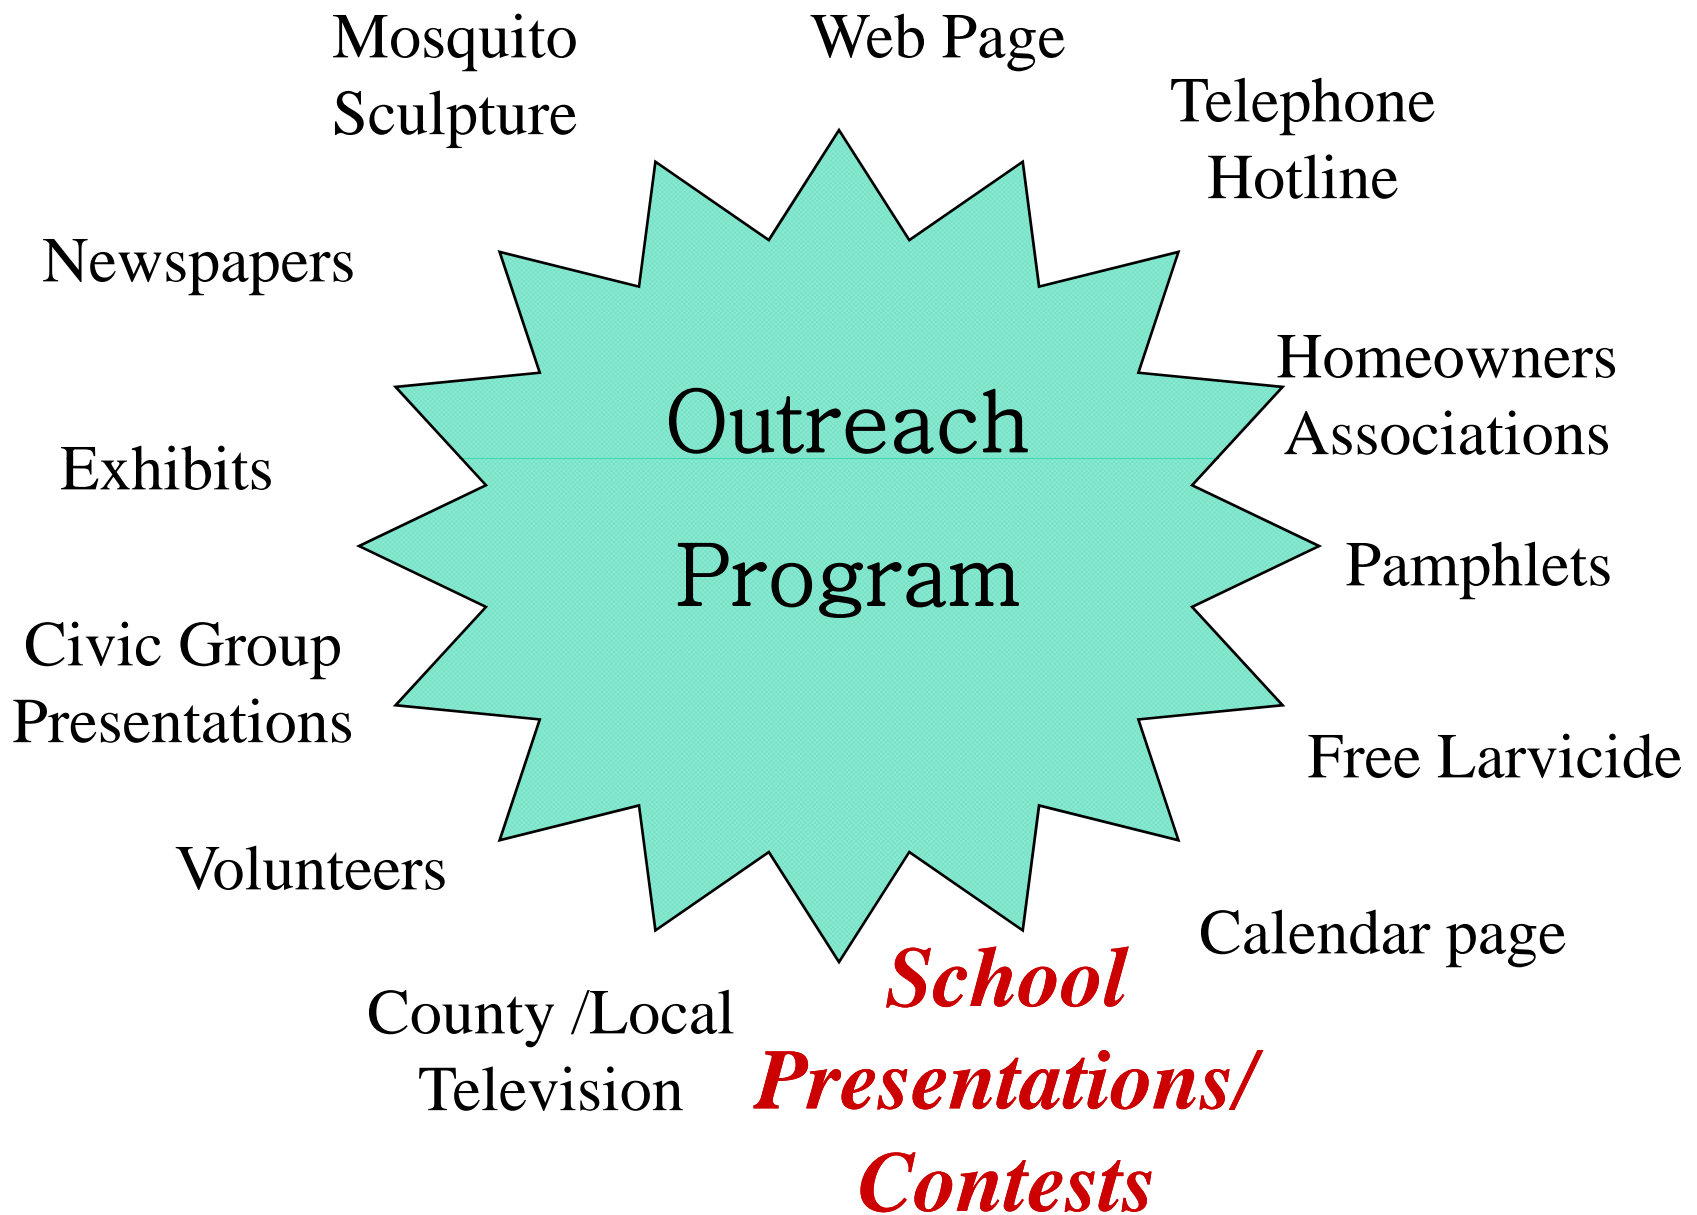 Mosquito
Sculpture
Web Page
Telephone
Hotline
Newspapers
Homeowners
Associations
Outreach
Program
Exhibits
Pamphlets
Civic Group
Presentations
Free Larvicide
Volunteers
Calendar page
County /Local
Television
School
Presentations/
Contests